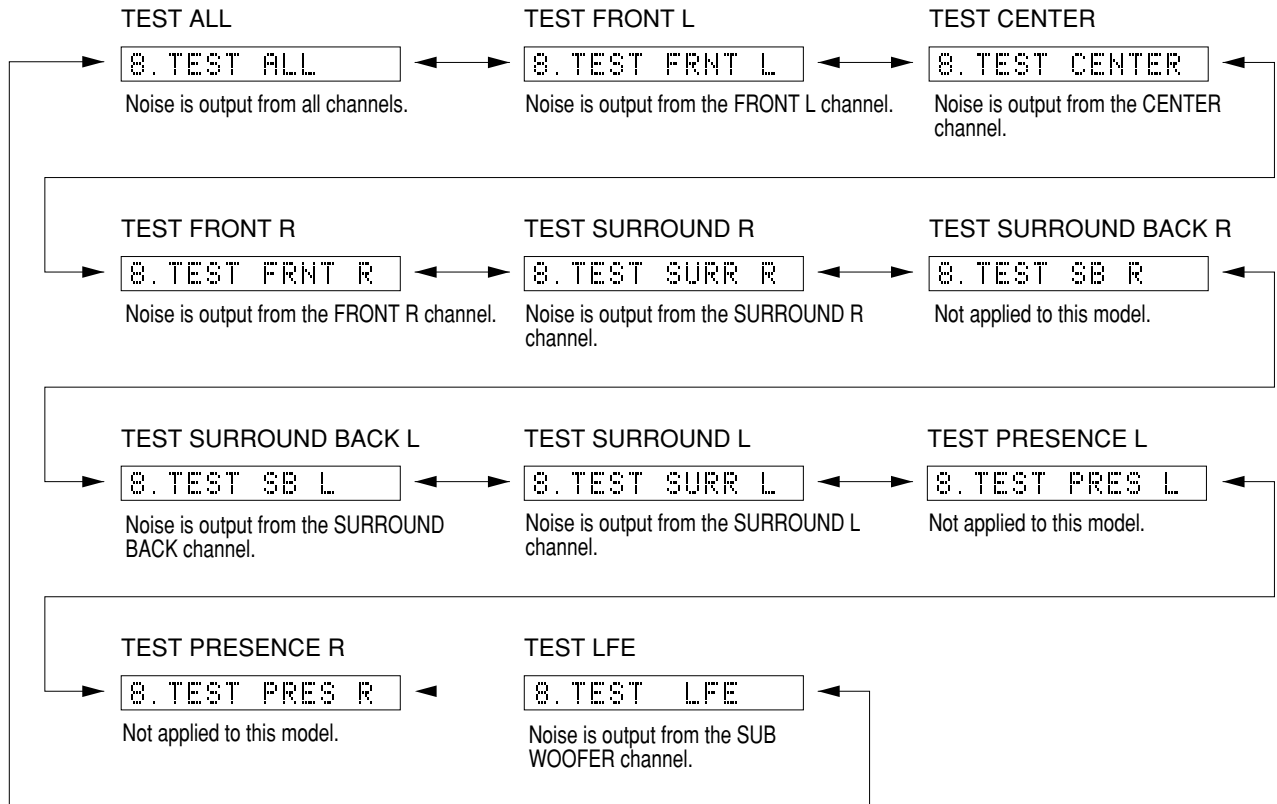 TEST ALL
8. TEST ALL
Noise is output from all channels.
TEST FRONT L
8. TEST FRNT L
Noise is output from the FRONT L channel.
TEST CENTER
8. TEST CENTER
Noise is output from the CENTER
channel.
TEST FRONT R
8. TEST FRNT R
Noise is output from the FRONT R channel.
TEST SURROUND R
8. TEST SURR R
Noise is output from the SURROUND R
channel.
TEST SURROUND BACK R
8. TEST SB R
Not applied to this model.
TEST SURROUND BACK L
8. TEST SB L
Noise is output from the SURROUND
BACK channel.
TEST SURROUND L
8. TEST SURR L
Noise is output from the SURROUND L
channel.
TEST PRESENCE L
8. TEST PRES L
Not applied to this model.
TEST PRESENCE R
8. TEST PRES R
Not applied to this model.
TEST LFE
8. TEST LFE
Noise is output from the SUB
WOOFER channel.